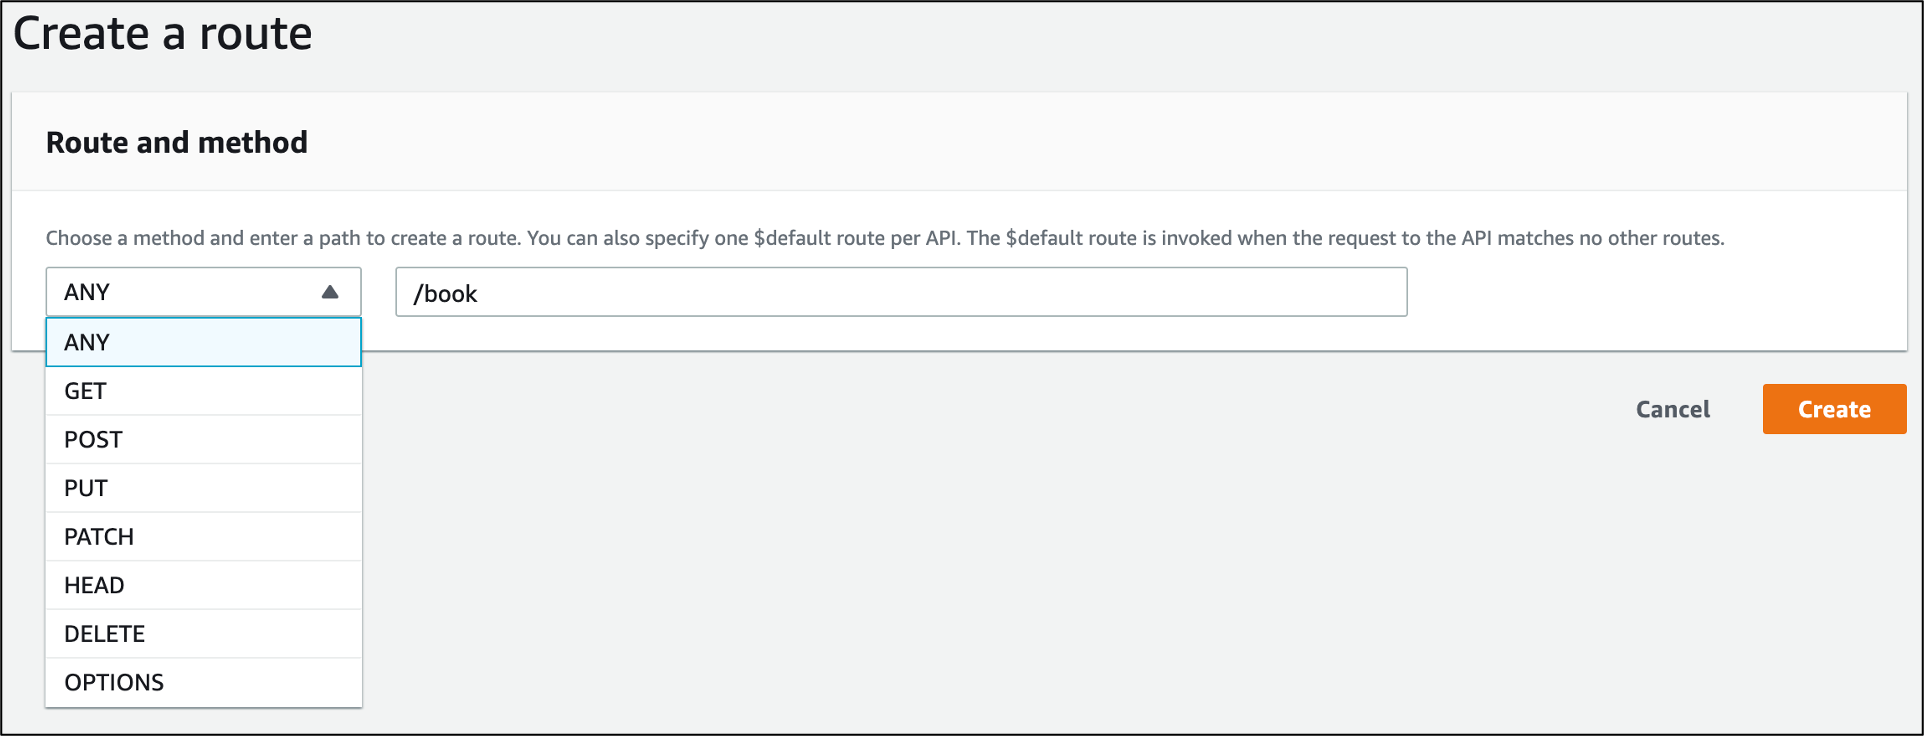 Create a route
Route and method
Choose a method and enter a path to create a route. You can also specify one $default route per API. The $default route is invoked when the request to the API matches no other routes.
ANY
/book
ANY
GET
POST
PUT
PATCH
HEAD
DELETE
OPTIONS
Cancel
Create